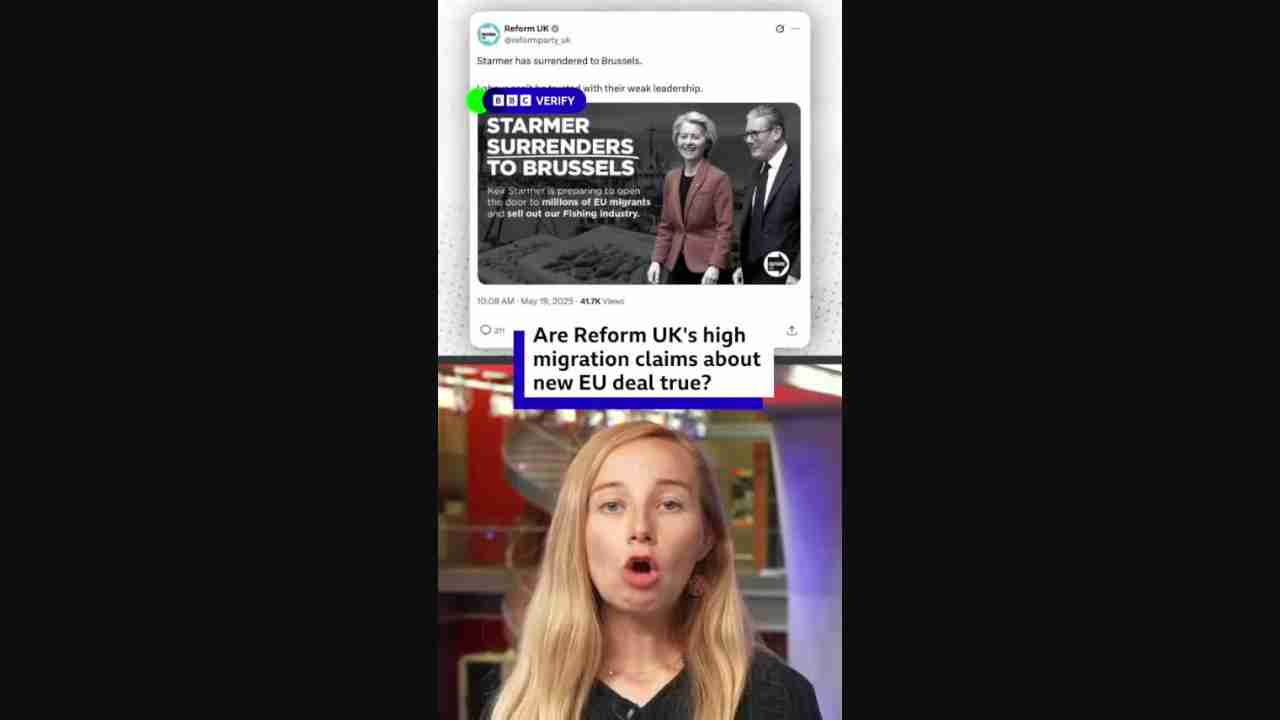 Reform UK
@reformparty_uk
Starmer has surrendered to Brussels.
with their weak leadership.
BBC VERIFY
STARMER
SURRENDERS
TO BRUSSELS
Keir Starmer is preparing to open
the door to millions of EU migrants
and sell out our Fishing Industry.
10:08 AM · May 19, 2025 · 41.7K Views
Are Reform UK's high
migration claims about
new EU deal true?